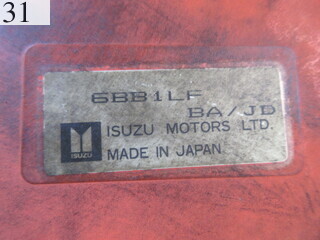 31
6BB1LF
BA/JD
ISUZU MOTORS LTD.
ISUZU
MADE IN JAPAN